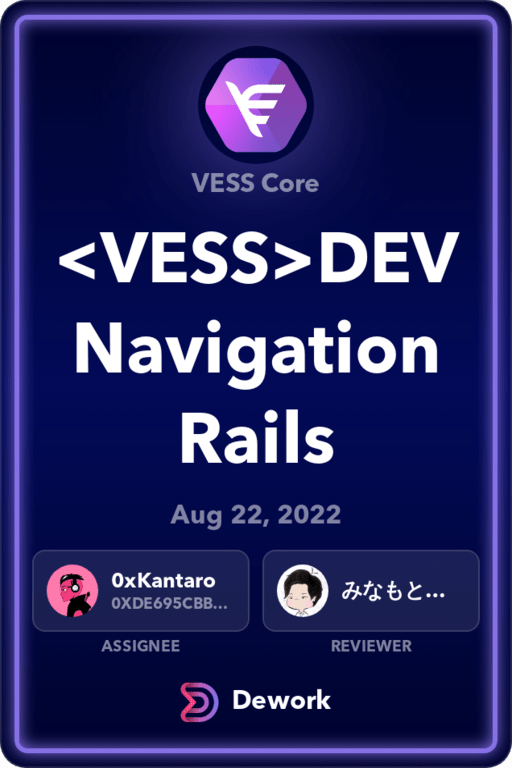 VESS Core
<VESS>DEV
Navigation
Rails
Aug 22, 2022
0xKantaro
0XDE695CBB...
みなもと...
ASSIGNEE
REVIEWER
Dework